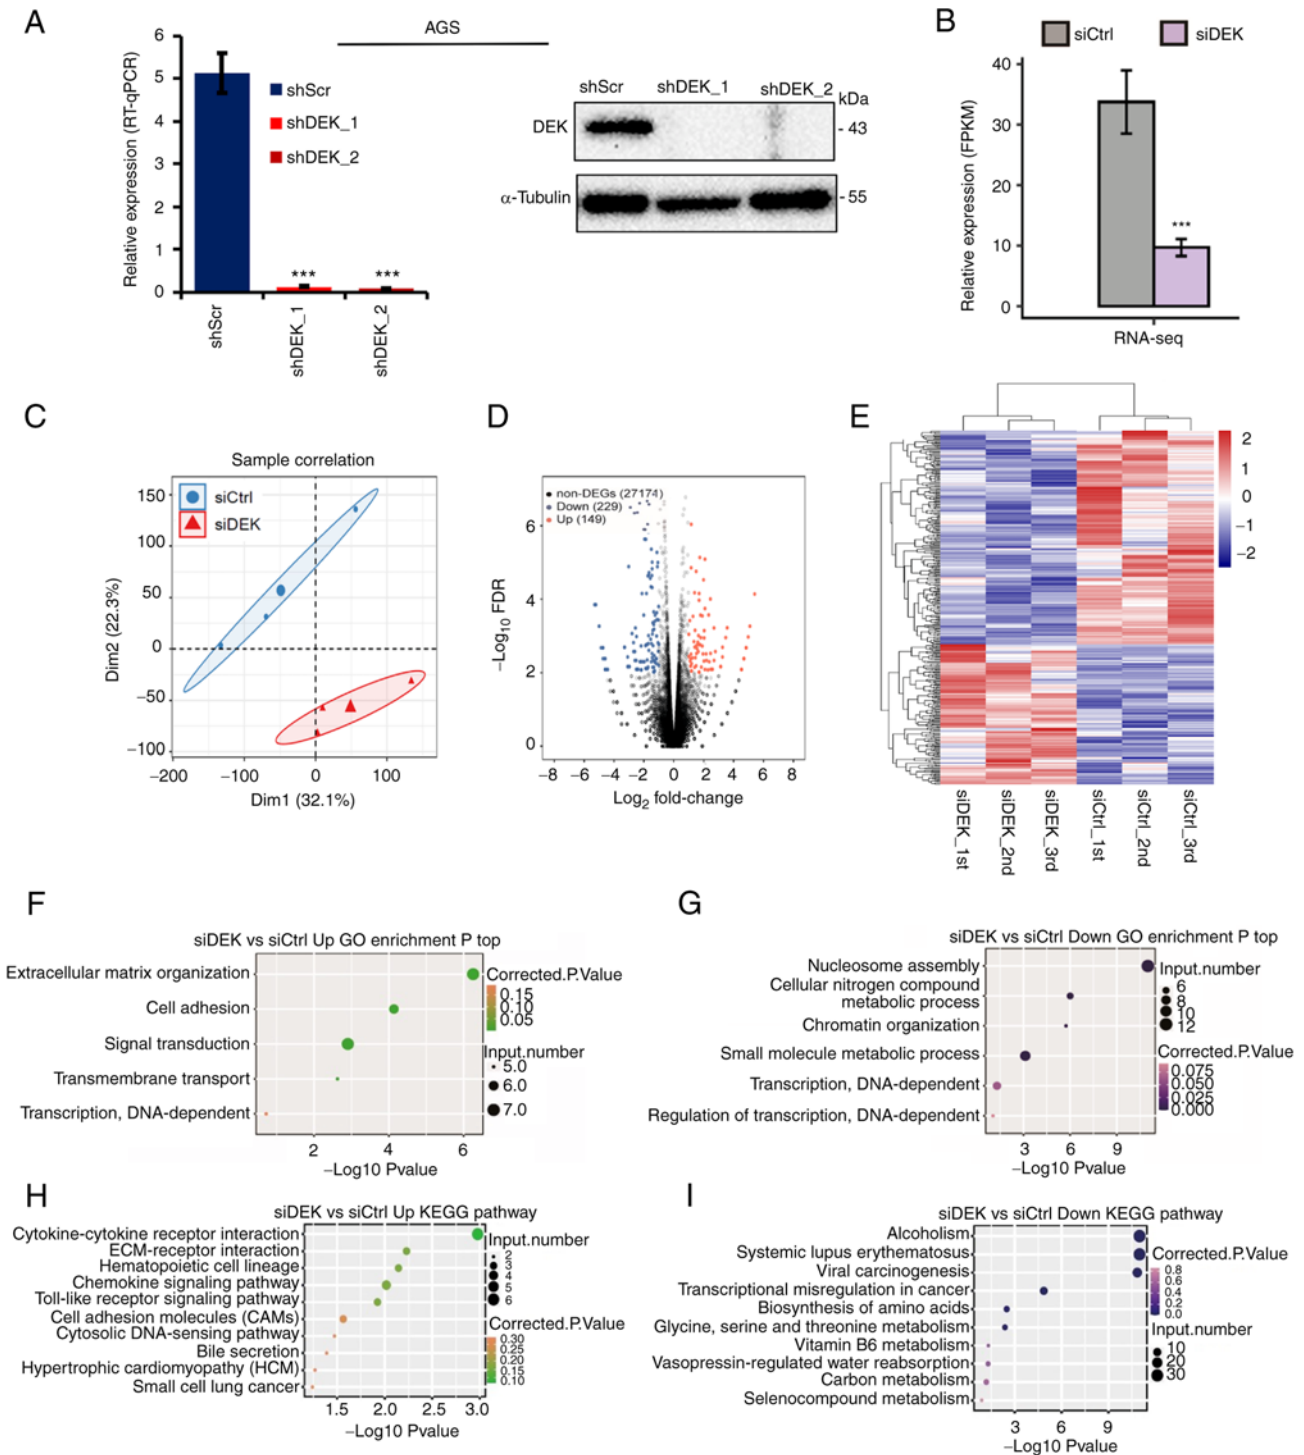 A
AGS
Relative expression (RT-qPCR)
6
5
4
3
2
1
0
shScr
shDEK_1
shDEK_2
***
***
shScr
shDEK_1
shDEK_2
shScr
shDEK_1
shDEK_2
kDa
DEK
- 43
α-Tubulin
- 55
B
siCtrl
siDEK
Relative expression (FPKM)
40
30
20
10
0
***
RNA-seq
C
Sample correlation
siCtrl
siDEK
Dim2 (22.3%)
150
100
50
0
−50
−100
−200
−100
0
100
Dim1 (32.1%)
D
non-DEGs (27174)
Down (229)
Up (149)
−Log10 FDR
6
4
2
0
−8
−6
−4
−2
0
2
4
6
8
Log2 fold-change
E
2
1
0
−1
−2
siDEK_1st
siDEK_2nd
siDEK_3rd
siCtrl_1st
siCtrl_2nd
siCtrl_3rd
F
siDEK vs siCtrl Up GO enrichment P top
Extracellular matrix organization
Cell adhesion
Signal transduction
Transmembrane transport
Transcription, DNA-dependent
2
4
6
−Log10 Pvalue
Corrected.P.Value
0.15
0.10
0.05
Input.number
5.0
6.0
7.0
G
siDEK vs siCtrl Down GO enrichment P top
Nucleosome assembly
Cellular nitrogen compound
metabolic process
Chromatin organization
Small molecule metabolic process
Transcription, DNA-dependent
Regulation of transcription, DNA-dependent
3
6
9
−Log10 Pvalue
Input.number
6
8
10
12
Corrected.P.Value
0.075
0.050
0.025
0.000
H
siDEK vs siCtrl Up KEGG pathway
Cytokine-cytokine receptor interaction
ECM-receptor interaction
Hematopoietic cell lineage
Chemokine signaling pathway
Toll-like receptor signaling pathway
Cell adhesion molecules (CAMs)
Cytosolic DNA-sensing pathway
Bile secretion
Hypertrophic cardiomyopathy (HCM)
Small cell lung cancer
1.5
2.0
2.5
3.0
−Log10 Pvalue
Input.number
2
3
4
5
6
Corrected.P.Value
0.30
0.25
0.20
0.15
0.10
I
siDEK vs siCtrl Down KEGG pathway
Alcoholism
Systemic lupus erythematosus
Viral carcinogenesis
Transcriptional misregulation in cancer
Biosynthesis of amino acids
Glycine, serine and threonine metabolism
Vitamin B6 metabolism
Vasopressin-regulated water reabsorption
Carbon metabolism
Selenocompound metabolism
3
6
9
−Log10 Pvalue
Corrected.P.Value
0.8
0.6
0.4
0.2
0.0
Input.number
10
20
30